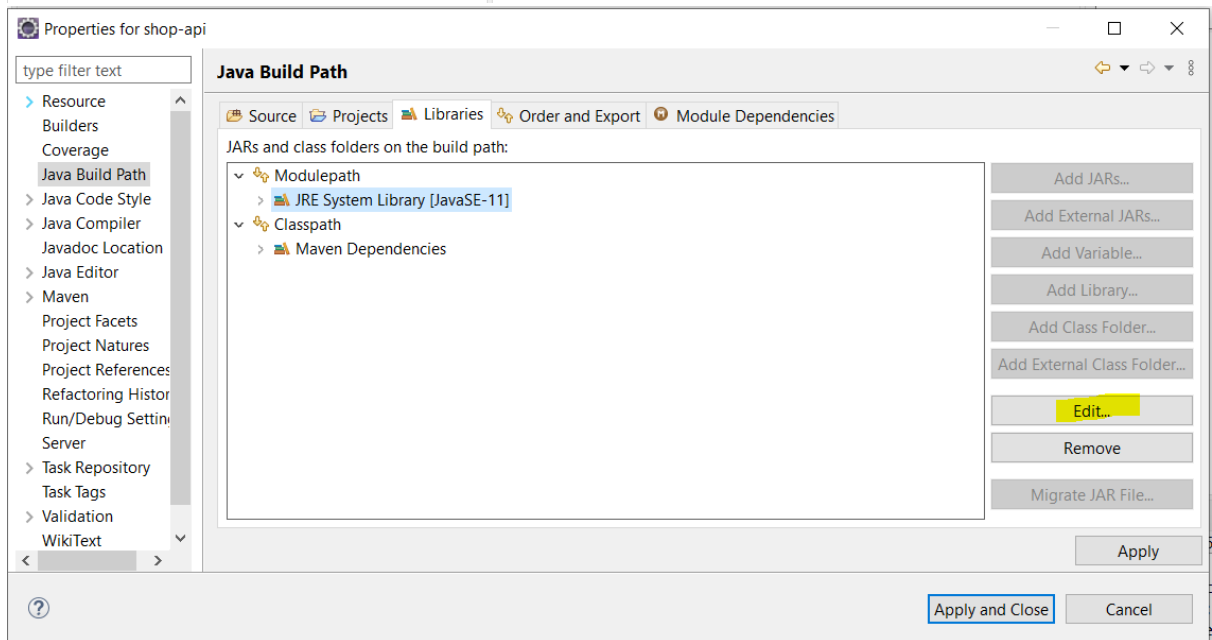 Properties for shop-api
type filter text
Resource
Builders
Coverage
Java Build Path
Java Code Style
Java Compiler
Javadoc Location
Java Editor
Maven
Project Facets
Project Natures
Project References
Refactoring Histor
Run/Debug Settin
Server
Task Repository
Task Tags
Validation
WikiText
Java Build Path
Source Projects Libraries Order and Export Module Dependencies
JARs and class folders on the build path:
Modulepath
JRE System Library [JavaSE-11]
Classpath
Maven Dependencies
Add JARs...
Add External JARs...
Add Variable...
Add Library...
Add Class Folder...
Add External Class Folder...
Edit...
Remove
Migrate JAR File...
Apply
Apply and Close Cancel